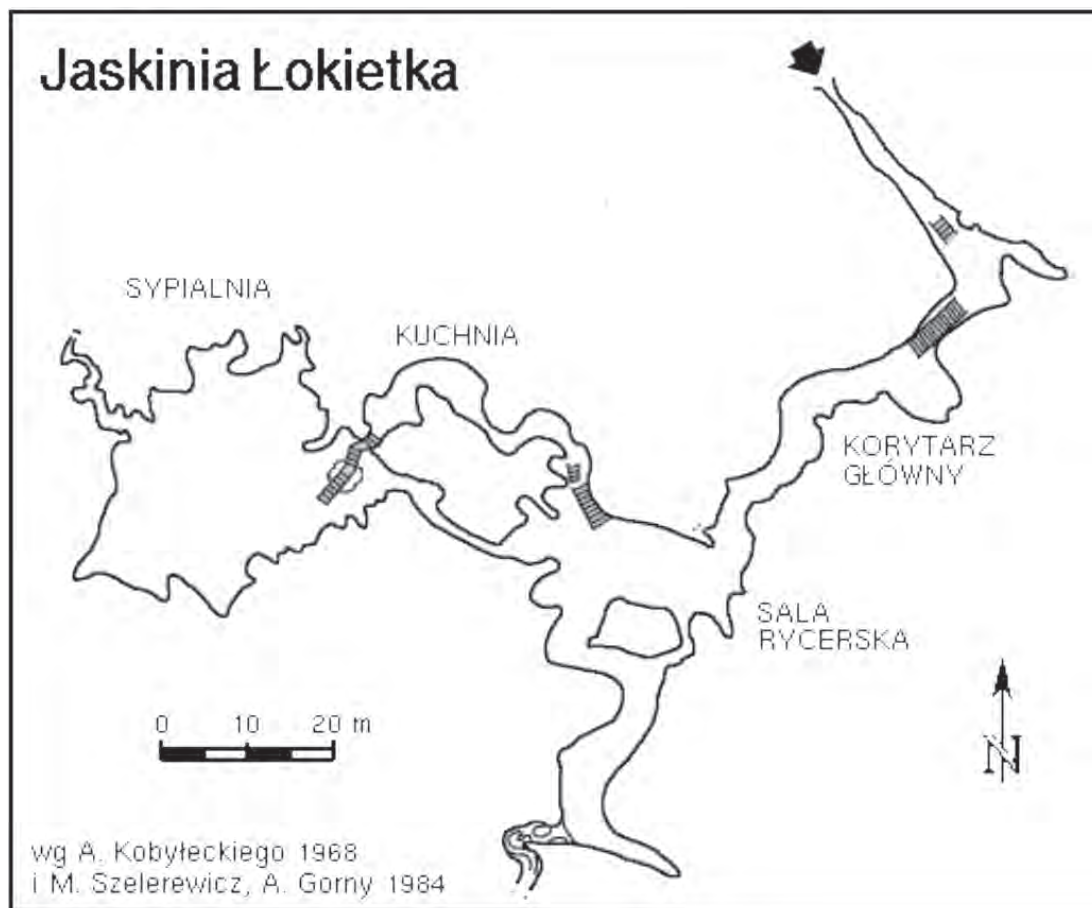 Jaskinia Łokietka
SYPIALNIA
KUCHNIA
KORYTARZ
GŁÓWNY
SALA
RYCERSKA
0 10 20 m
N
wg A. Kobyłeckiego 1968
i M. Szelerewicz, A. Gorny 1984